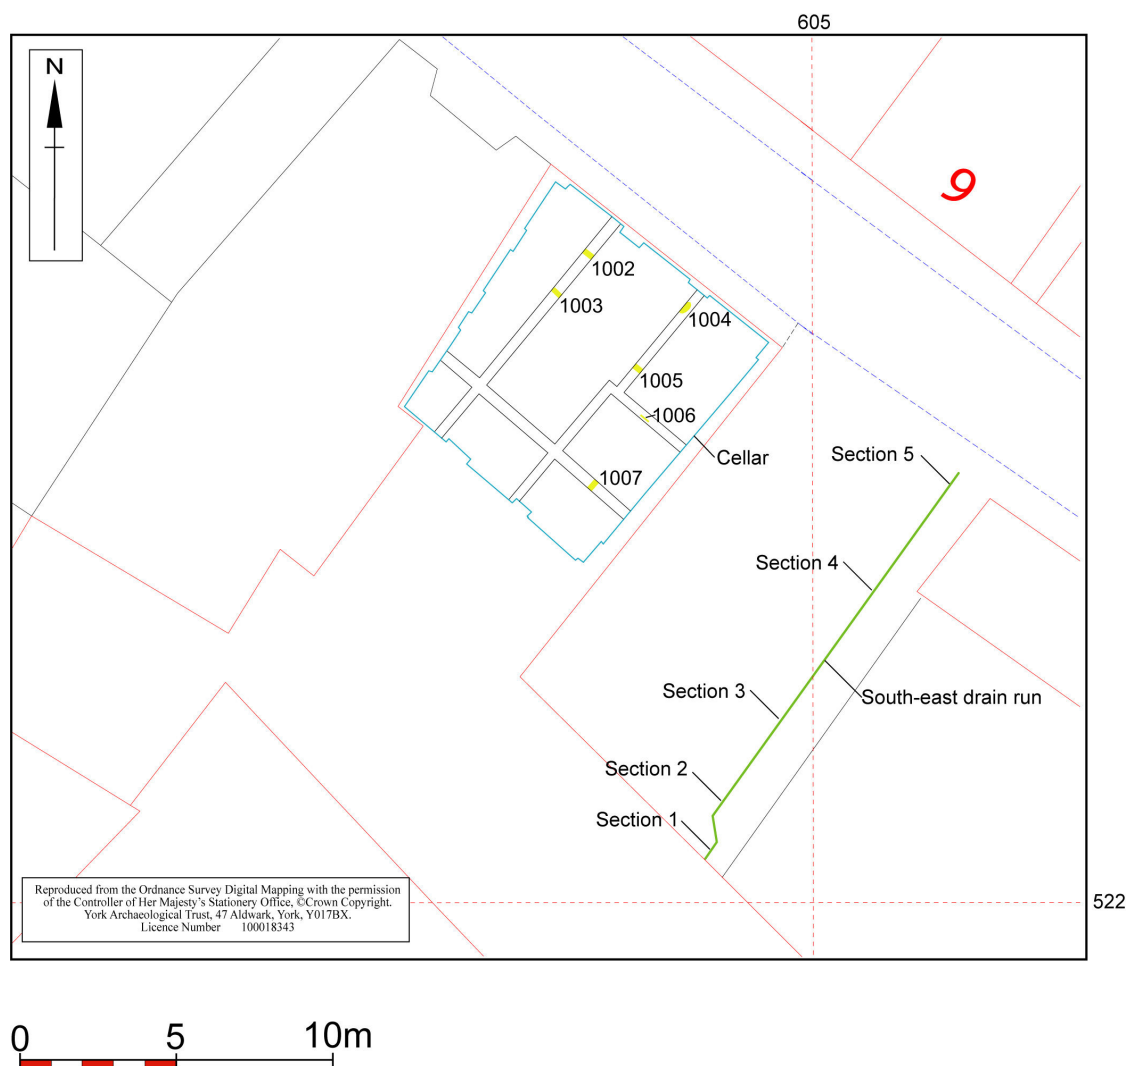 605
N
9
1002
1003
1004
1005
1006
Cellar
Section 5
1007
Section 4
Section 3
South-east drain run
Section 2
Section 1
Reproduced from the Ordnance Survey Digital Mapping with the permission
of the Controller of Her Majesty's Stationery Office, ©Crown Copyright.
York Archaeological Trust, 47 Aldwark, York, Y017BX.
Licence Number 100018343
522
0 5 10m